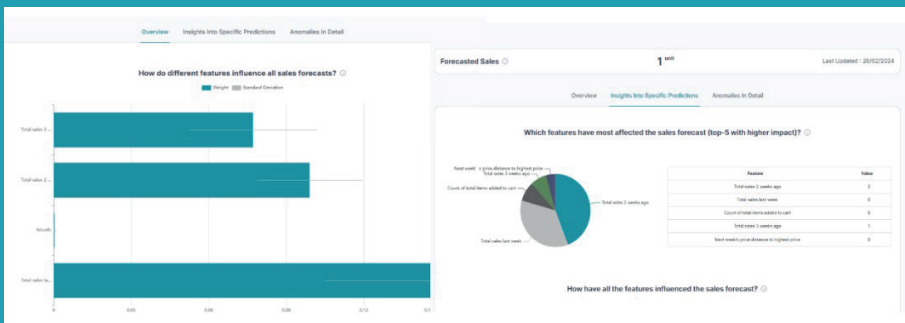 Overview Insights Into Specific Predictions Anomalies In Detail
How do different features influence all sales forecasts?
Weight Standard Deviation
Total sales 3 ...
Total sales 2 ...
Month
Total sales la...
0 0.03 0.06 0.09 0.12
Forecasted Sales 1 unit Last Updated : 26/02/2024
Overview Insights Into Specific Predictions Anomalies In Detail
Which features have most affected the sales forecast (top-5 with higher impact)?
Next week's price distance to highest price
Total sales 3 weeks ago
Count of total items added to cart
Total sales 2 weeks ago
Total sales last week
Feature Value
Total sales 2 weeks ago 0
Total sales last week 0
Count of total items added to cart 0
Total sales 3 weeks ago 1
Next week's price distance to highest price 0
How have all the features influenced the sales forecast?